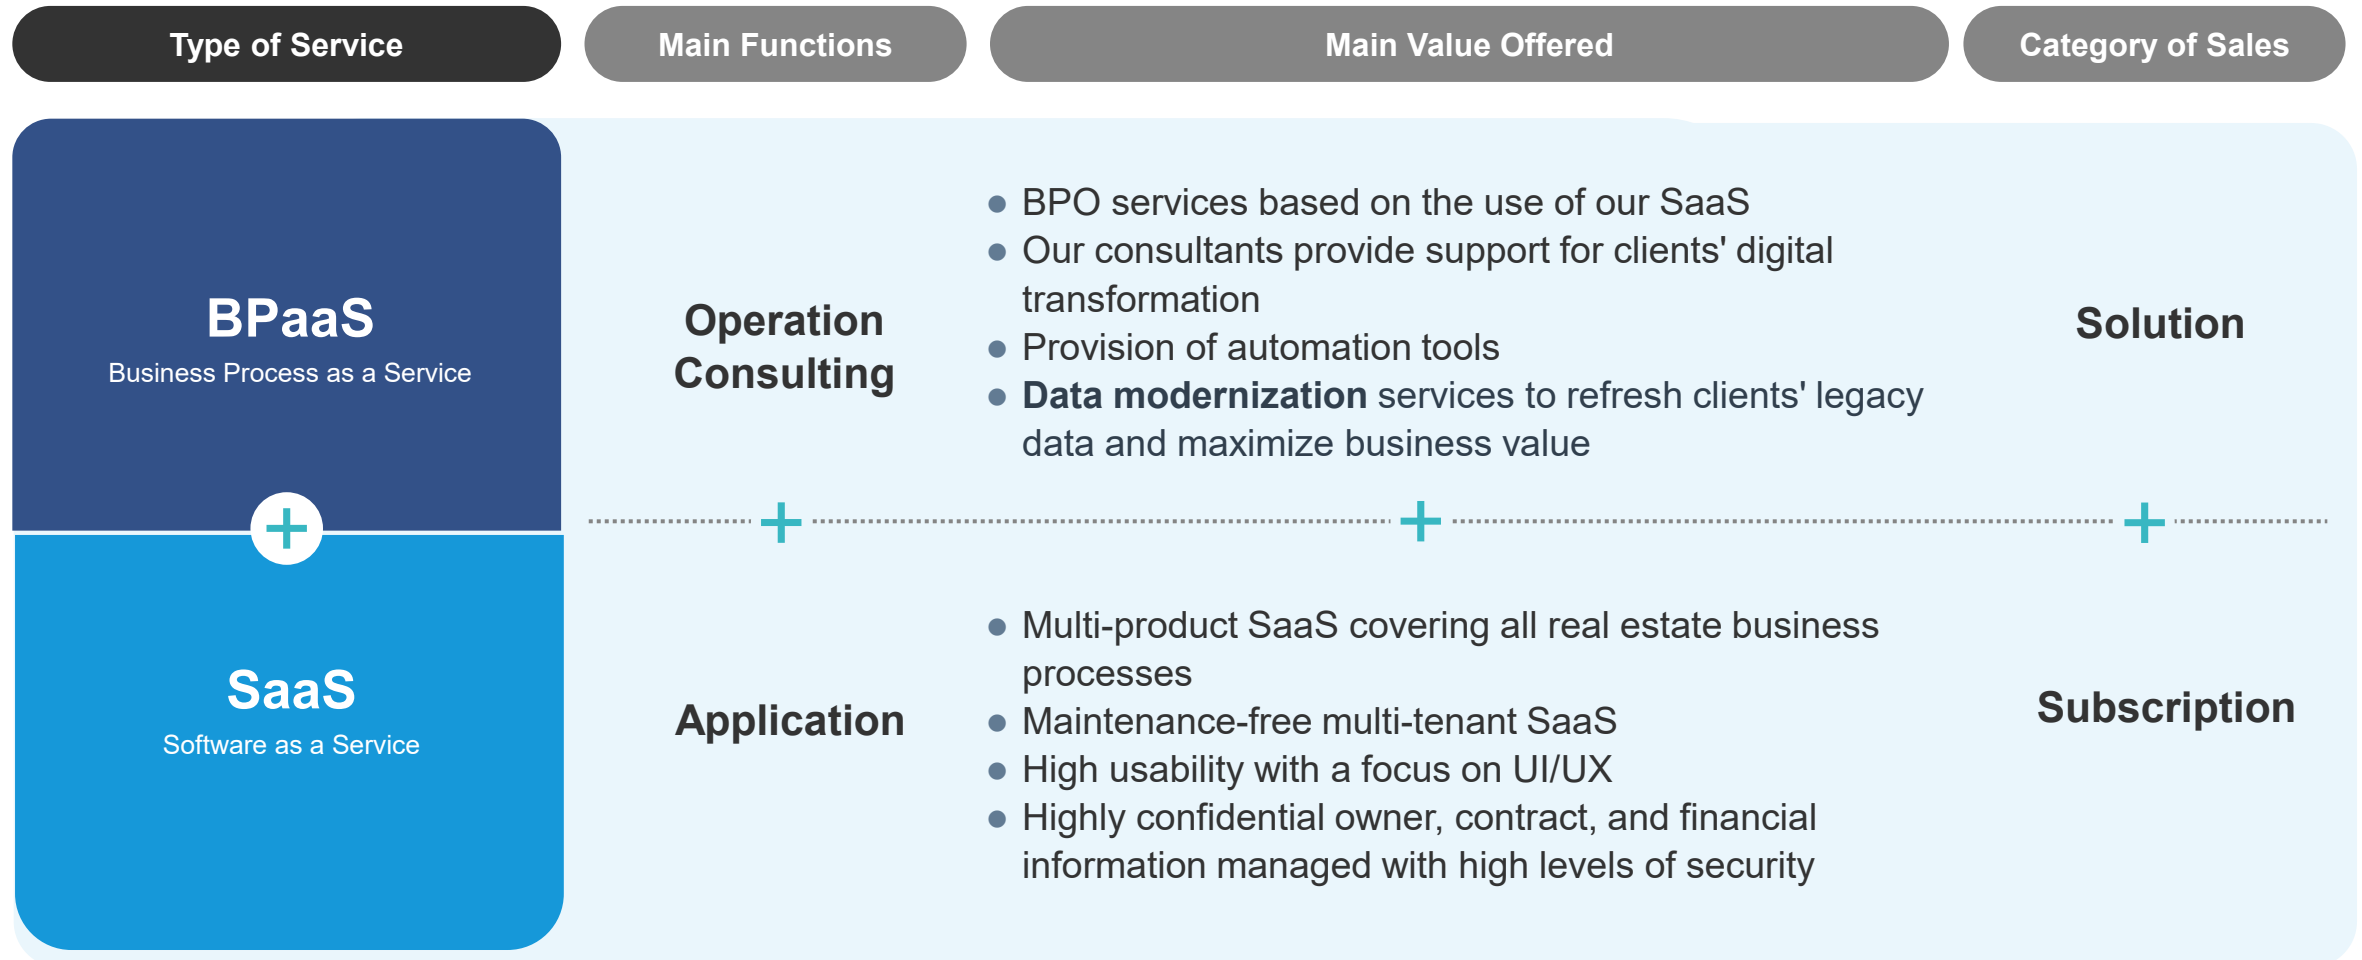 Type of Service
Main Functions
Main Value Offered
Category of Sales
BPaaS
Business Process as a Service
Operation
Consulting
BPO services based on the use of our SaaS
Our consultants provide support for clients' digital
transformation
Provision of automation tools
Data modernization services to refresh clients' legacy
data and maximize business value
Solution
SaaS
Software as a Service
Application
Multi-product SaaS covering all real estate business
processes
Maintenance-free multi-tenant SaaS
High usability with a focus on UI/UX
Highly confidential owner, contract, and financial
information managed with high levels of security
Subscription